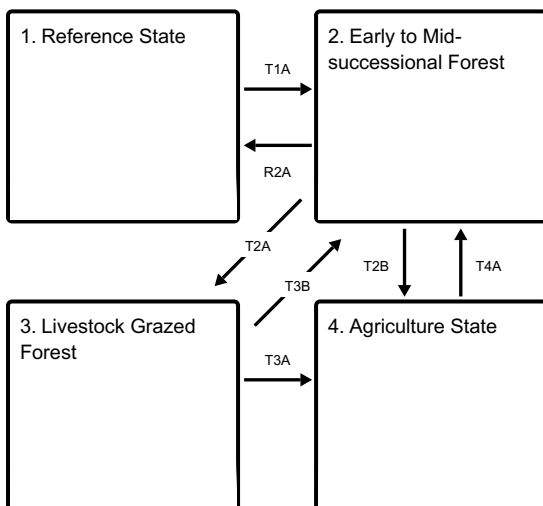 1. Reference State
2. Early to Mid-
successional Forest
T1A
R2A
T2A
T3B
T2B
T4A
3. Livestock Grazed
Forest
4. Agriculture State
T3A